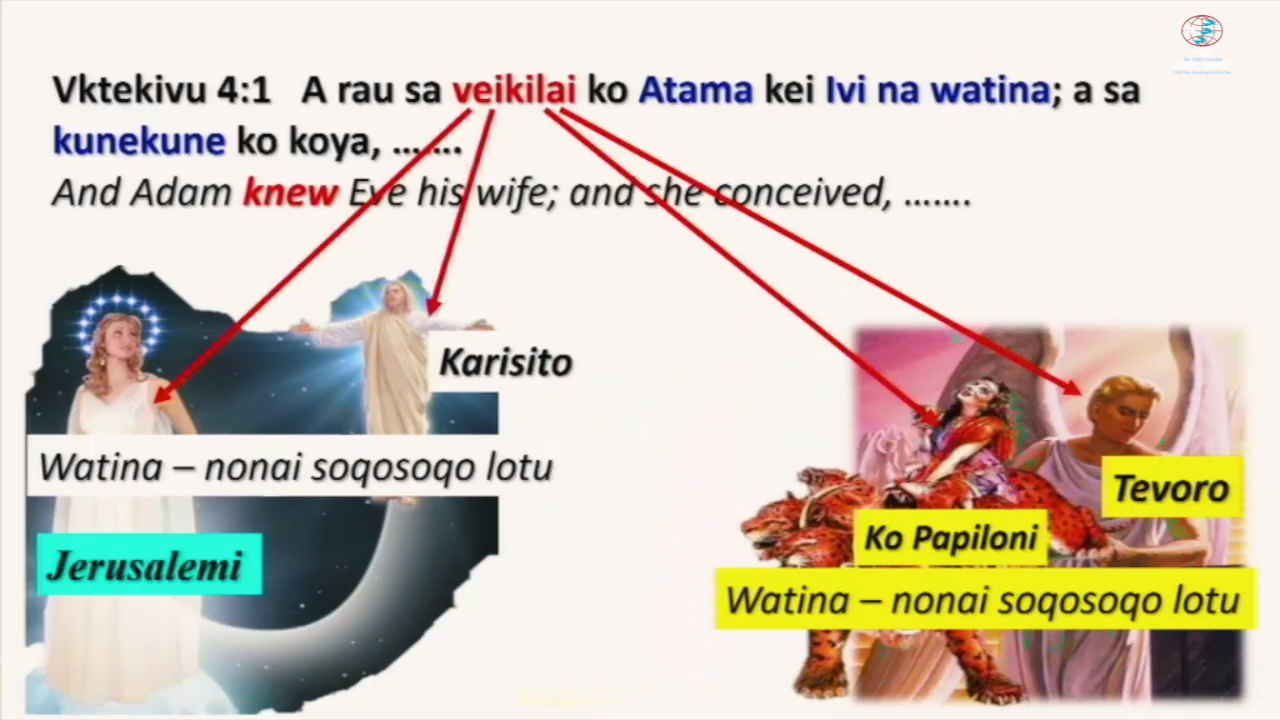 Vktekivu 4:1 A rau sa veikilai ko Atama kei Ivi na watina; a sa
kunekune ko koya, .......
And Adam knew Eve his wife; and she conceived, .......
Karisito
Watina – nonai soqosoqo lotu
Jerusalemi
Tevoro
Ko Papiloni
Watina – nonai soqosoqo lotu